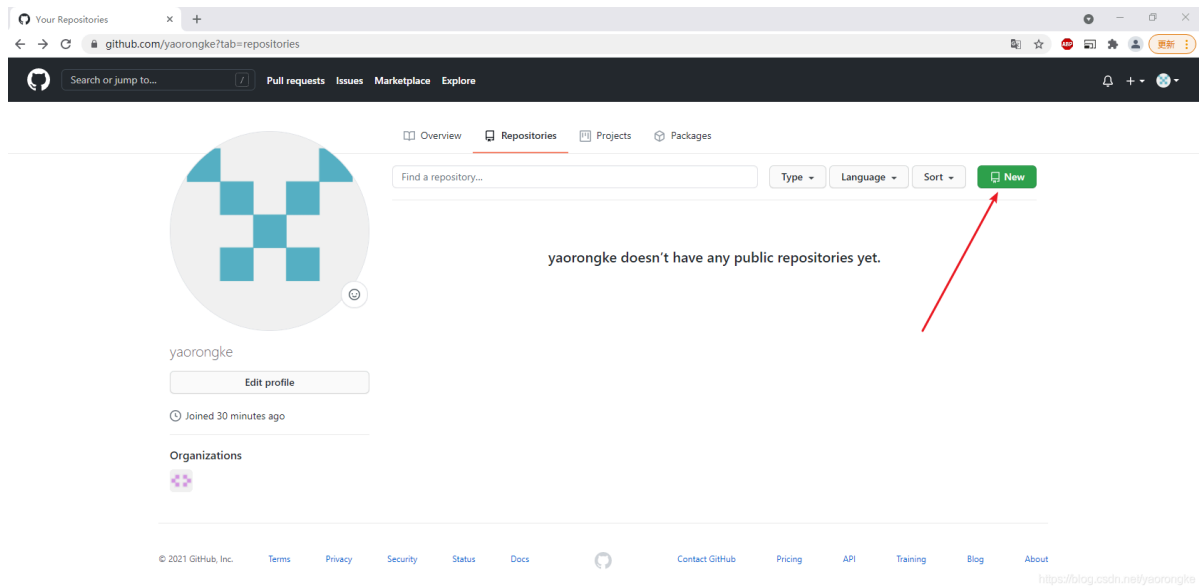 Your Repositories
github.com/yaorongke?tab=repositories
ABP
更新
Search or jump to...
/
Pull requests Issues Marketplace Explore
Overview Repositories Projects Packages
Find a repository...
Type Language Sort New
yaorongke doesn't have any public repositories yet.
yaorongke
Edit profile
Joined 30 minutes ago
Organizations
© 2021 GitHub, Inc. Terms Privacy Security Status Docs Contact GitHub Pricing API Training Blog About
https://blog.csdn.net/yaorongke